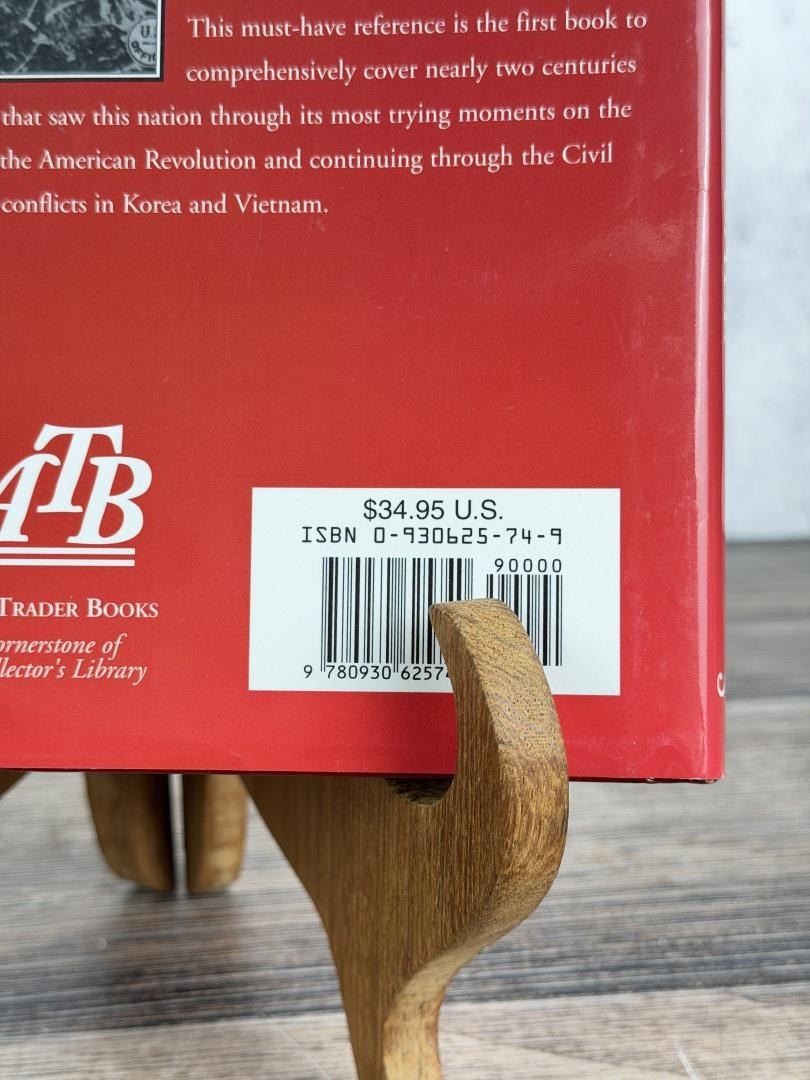 This must-have reference is the first book to
comprehensively cover nearly two centuries
that saw this nation through its most trying moments on the
the American Revolution and continuing through the Civil
conflicts in Korea and Vietnam.
ATB
TRADER BOOKS
ornerstone of
llector's Library
$34.95 U.S.
ISBN 0-930625-74-9
90000
9 780930 62574